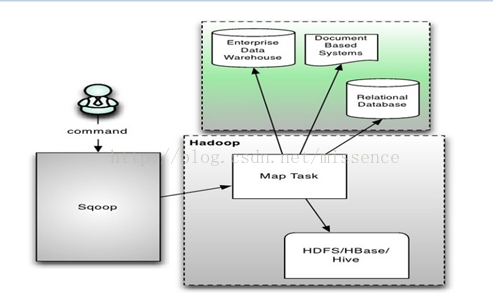 Enterprise
Data
Warehouse
Document
Based
Systems
Relational
Database
command
Hadoop
http://blog.csdn.net/missence
Sqoop
Map Task
HDFS/HBase/
Hive